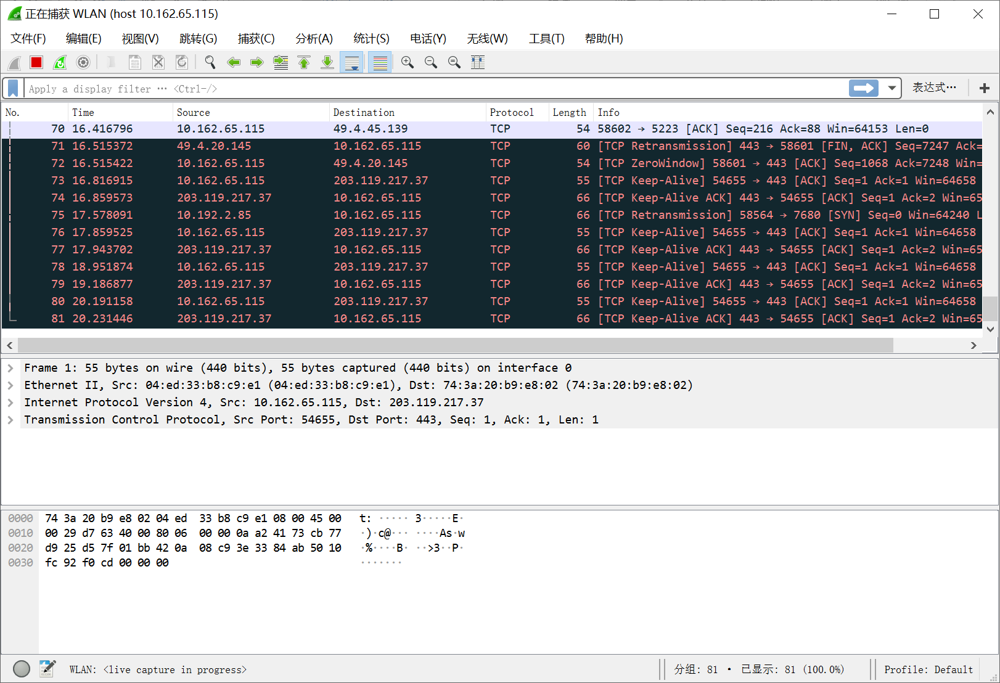 正在捕获 WLAN (host 10.162.65.115)
文件(F) 编辑(E) 视图(V) 跳转(G) 捕获(C) 分析(A) 统计(S) 电话(Y) 无线(W) 工具(T) 帮助(H)
Apply a display filter ⋯ <Ctrl-/> 表达式⋯ +
No. Time Source Destination Protocol Length Info
70 16.416796 10.162.65.115 49.4.45.139 TCP 54 58602 → 5223 [ACK] Seq=216 Ack=88 Win=64153 Len=0
71 16.515372 49.4.20.145 10.162.65.115 TCP 60 [TCP Retransmission] 443 → 58601 [FIN, ACK] Seq=7247 Ack=
72 16.515422 10.162.65.115 49.4.20.145 TCP 54 [TCP ZeroWindow] 58601 → 443 [ACK] Seq=1068 Ack=7248 Win=
73 16.816915 10.162.65.115 203.119.217.37 TCP 55 [TCP Keep-Alive] 54655 → 443 [ACK] Seq=1 Ack=1 Win=64658
74 16.859573 203.119.217.37 10.162.65.115 TCP 66 [TCP Keep-Alive ACK] 443 → 54655 [ACK] Seq=1 Ack=2 Win=65
75 17.578091 10.192.2.85 10.162.65.115 TCP 66 [TCP Retransmission] 58564 → 7680 [SYN] Seq=0 Win=64240 L
76 17.859525 10.162.65.115 203.119.217.37 TCP 55 [TCP Keep-Alive] 54655 → 443 [ACK] Seq=1 Ack=1 Win=64658
77 17.943702 203.119.217.37 10.162.65.115 TCP 66 [TCP Keep-Alive ACK] 443 → 54655 [ACK] Seq=1 Ack=2 Win=65
78 18.951874 10.162.65.115 203.119.217.37 TCP 55 [TCP Keep-Alive] 54655 → 443 [ACK] Seq=1 Ack=1 Win=64658
79 19.186877 203.119.217.37 10.162.65.115 TCP 66 [TCP Keep-Alive ACK] 443 → 54655 [ACK] Seq=1 Ack=2 Win=65
80 20.191158 10.162.65.115 203.119.217.37 TCP 55 [TCP Keep-Alive] 54655 → 443 [ACK] Seq=1 Ack=1 Win=64658
81 20.231446 203.119.217.37 10.162.65.115 TCP 66 [TCP Keep-Alive ACK] 443 → 54655 [ACK] Seq=1 Ack=2 Win=65
Frame 1: 55 bytes on wire (440 bits), 55 bytes captured (440 bits) on interface 0
Ethernet II, Src: 04:ed:33:b8:c9:e1 (04:ed:33:b8:c9:e1), Dst: 74:3a:20:b9:e8:02 (74:3a:20:b9:e8:02)
Internet Protocol Version 4, Src: 10.162.65.115, Dst: 203.119.217.37
Transmission Control Protocol, Src Port: 54655, Dst Port: 443, Seq: 1, Ack: 1, Len: 1
0000 74 3a 20 b9 e8 02 04 ed 33 b8 c9 e1 08 00 45 00 t: ····· 3·····E·
0010 00 29 d7 63 40 00 80 06 00 00 0a a2 41 73 cb 77 ·)·c@··· ····As·w
0020 d9 25 d5 7f 01 bb 42 0a 08 c9 3e 33 84 ab 50 10 ·%····B· ··>3··P·
0030 fc 92 f0 cd 00 00 00 ·······
WLAN: <live capture in progress> 分组: 81 · 已显示: 81 (100.0%) Profile: Default